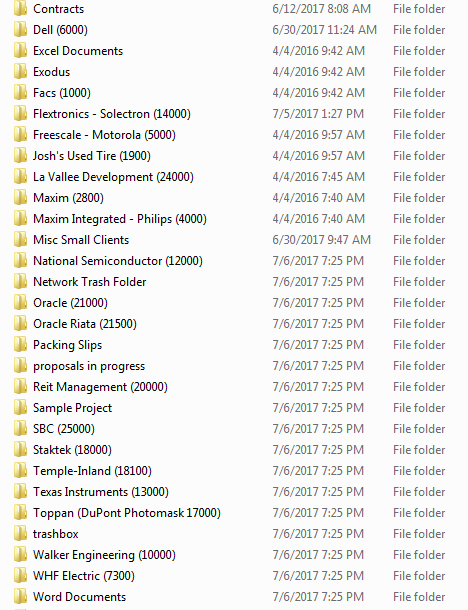 Contracts 6/12/2017 8:08 AM File folder
Dell (6000) 6/30/2017 11:24 AM File folder
Excel Documents 4/4/2016 9:42 AM File folder
Exodus 4/4/2016 9:42 AM File folder
Facs (1000) 4/4/2016 9:42 AM File folder
Flextronics - Solectron (14000) 7/5/2017 1:27 PM File folder
Freescale - Motorola (5000) 4/4/2016 9:57 AM File folder
Josh's Used Tire (1900) 4/4/2016 9:57 AM File folder
La Vallee Development (24000) 4/4/2016 7:45 AM File folder
Maxim (2800) 4/4/2016 7:40 AM File folder
Maxim Integrated - Philips (4000) 4/4/2016 7:40 AM File folder
Misc Small Clients 6/30/2017 9:47 AM File folder
National Semiconductor (12000) 7/6/2017 7:25 PM File folder
Network Trash Folder 7/6/2017 7:25 PM File folder
Oracle (21000) 7/6/2017 7:25 PM File folder
Oracle Riata (21500) 7/6/2017 7:25 PM File folder
Packing Slips 7/6/2017 7:25 PM File folder
proposals in progress 7/6/2017 7:25 PM File folder
Reit Management (20000) 7/6/2017 7:25 PM File folder
Sample Project 7/6/2017 7:25 PM File folder
SBC (25000) 7/6/2017 7:25 PM File folder
Staktek (18000) 7/6/2017 7:25 PM File folder
Temple-Inland (18100) 7/6/2017 7:25 PM File folder
Texas Instruments (13000) 7/6/2017 7:25 PM File folder
Toppan (DuPont Photomask 17000) 7/6/2017 7:25 PM File folder
trashbox 7/6/2017 7:25 PM File folder
Walker Engineering (10000) 7/6/2017 7:25 PM File folder
WHF Electric (7300) 7/6/2017 7:25 PM File folder
Word Documents 7/6/2017 7:25 PM File folder